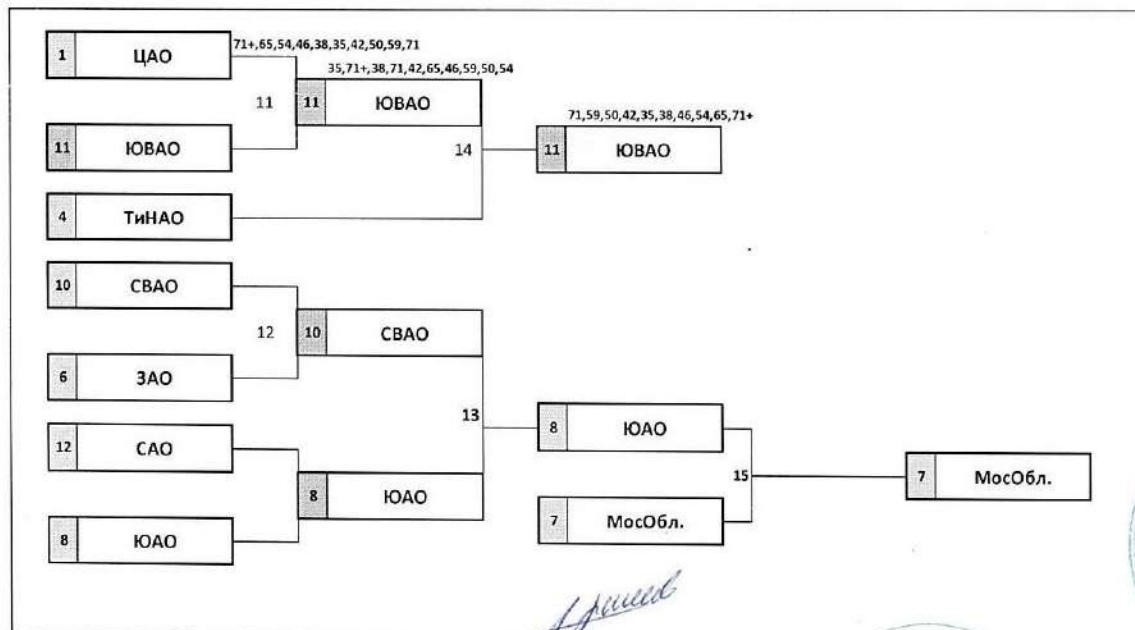 1 ЦАО
71+,65,54,46,38,35,42,50,59,71
35,71+,38,71,42,65,46,59,50,54
11
11 ЮВАО
71,59,50,42,35,38,46,54,65,71+
11 ЮВАО
14
11 ЮВАО
4 ТиНАО
10 СВАО
12
10 СВАО
6 ЗАО
13
8 ЮАО
12 САО
15
7 МосОбл.
8 ЮАО
7 МосОбл.
8 ЮАО